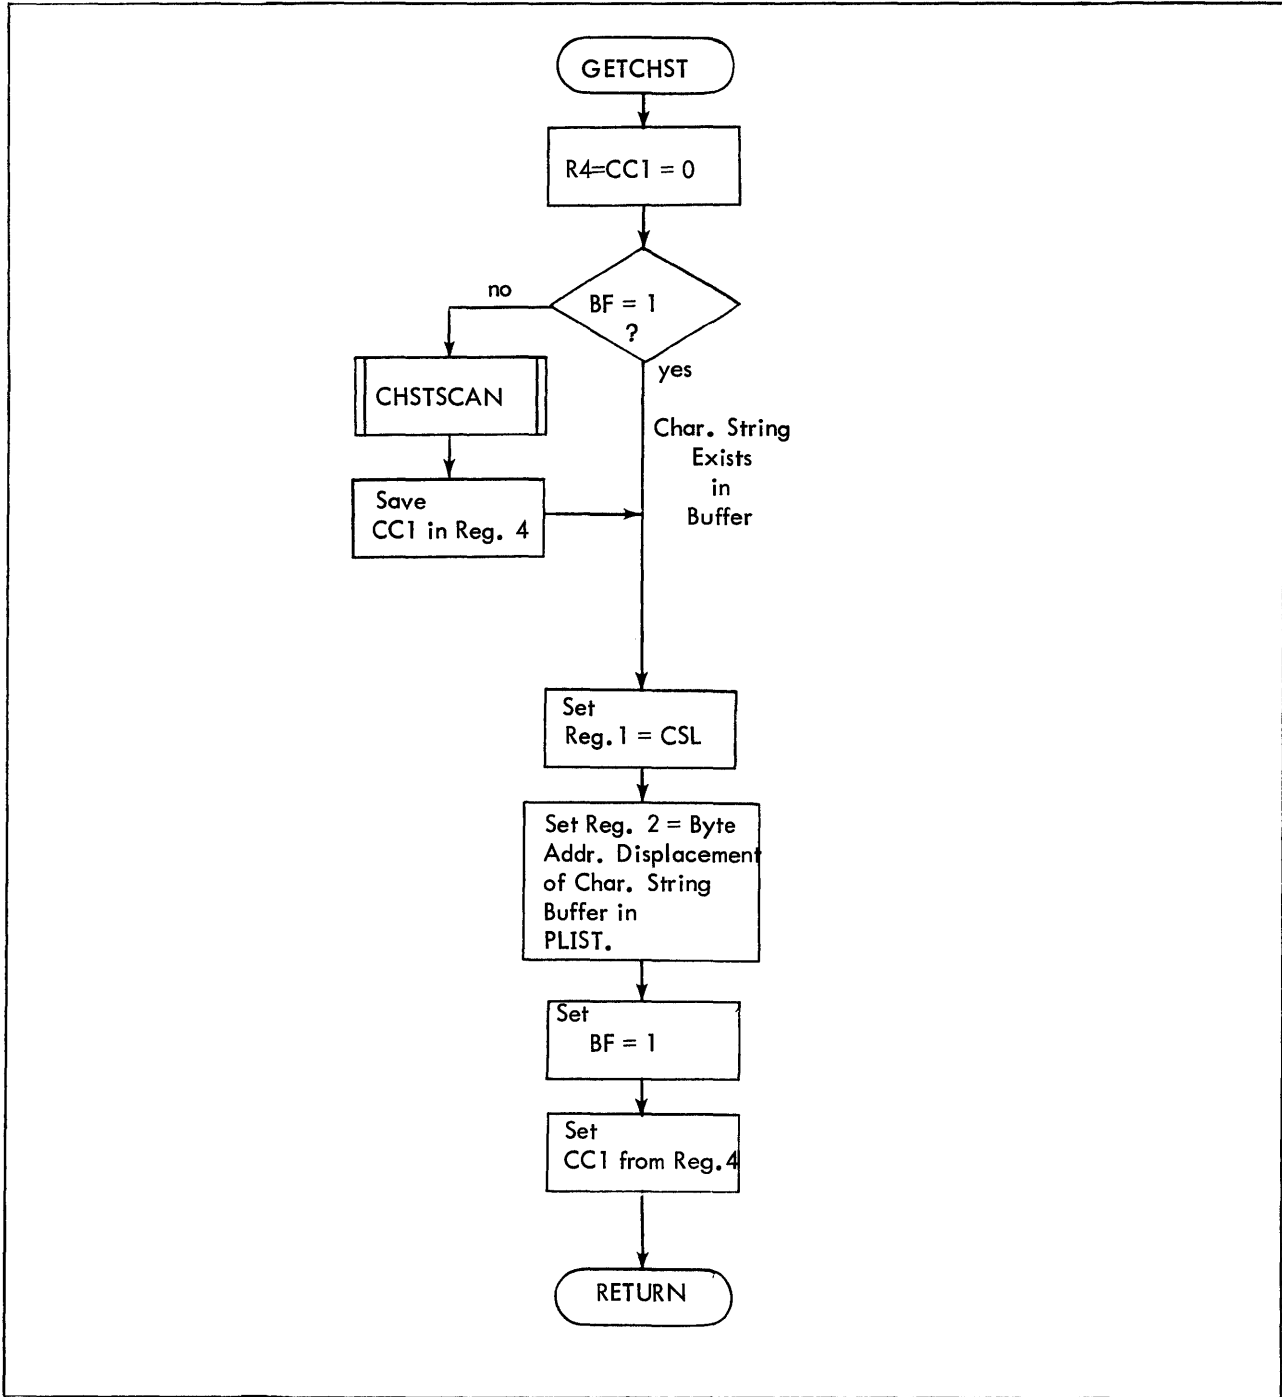 GETCHST
R4=CC1 = 0
BF = 1
?
no
yes
CHSTSCAN
Char. String
Exists
in
Buffer
Save
CC1 in Reg. 4
Set
Reg. 1 = CSL
Set Reg. 2 = Byte
Addr. Displacement
of Char. String
Buffer in
PLIST.
Set
BF = 1
Set
CC1 from Reg. 4
RETURN